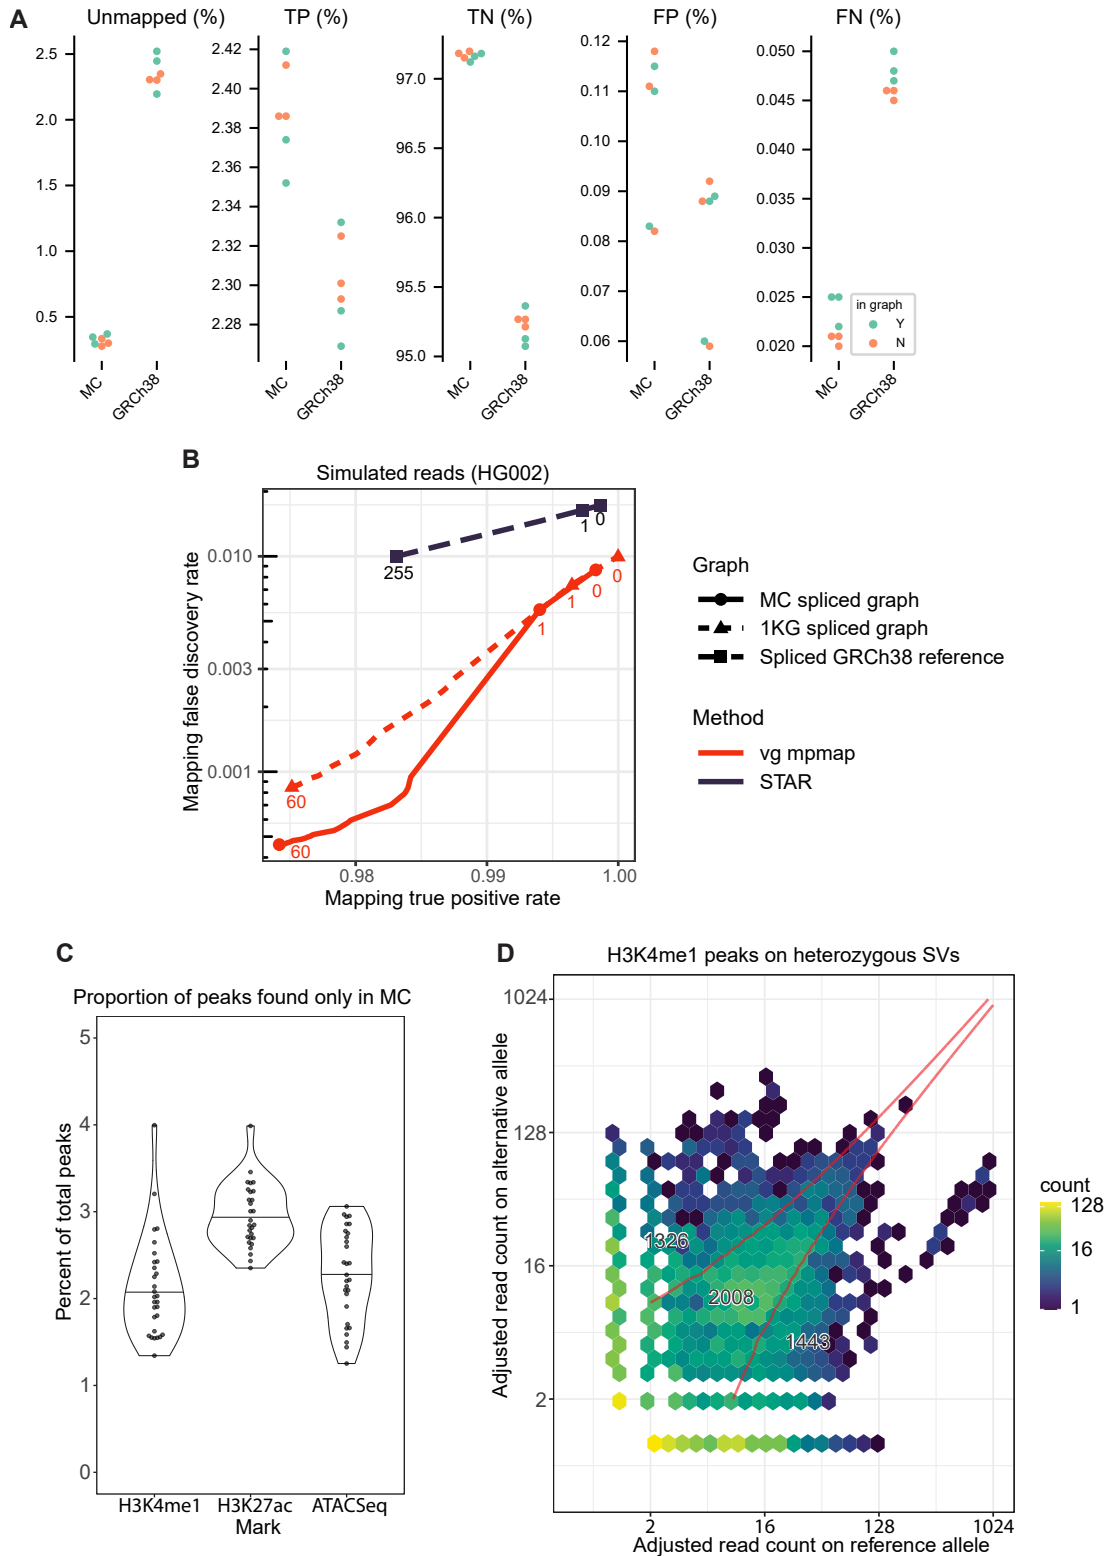 A
Unmapped (%)
TP (%)
TN (%)
FP (%)
FN (%)
2.5
2.0
1.5
1.0
0.5
MC
GRCh38
2.42
2.40
2.38
2.36
2.34
2.32
2.30
2.28
MC
GRCh38
97.0
96.5
96.0
95.5
95.0
MC
GRCh38
0.12
0.11
0.10
0.09
0.08
0.07
0.06
MC
GRCh38
0.050
0.045
0.040
0.035
0.030
0.025
0.020
in graph
Y
N
MC
GRCh38
B
Simulated reads (HG002)
Mapping false discovery rate
0.010
0.003
0.001
255
1
0
1
1
0
0
60
60
0.98
0.99
1.00
Mapping true positive rate
Graph
MC spliced graph
1KG spliced graph
Spliced GRCh38 reference
Method
vg mpmap
STAR
C
Proportion of peaks found only in MC
Percent of total peaks
5
4
3
2
1
0
H3K4me1
H3K27ac
ATACSeq
Mark
D
H3K4me1 peaks on heterozygous SVs
Adjusted read count on alternative allele
1024
128
16
2
1326
2008
1443
2
16
128
1024
Adjusted read count on reference allele
count
128
16
1